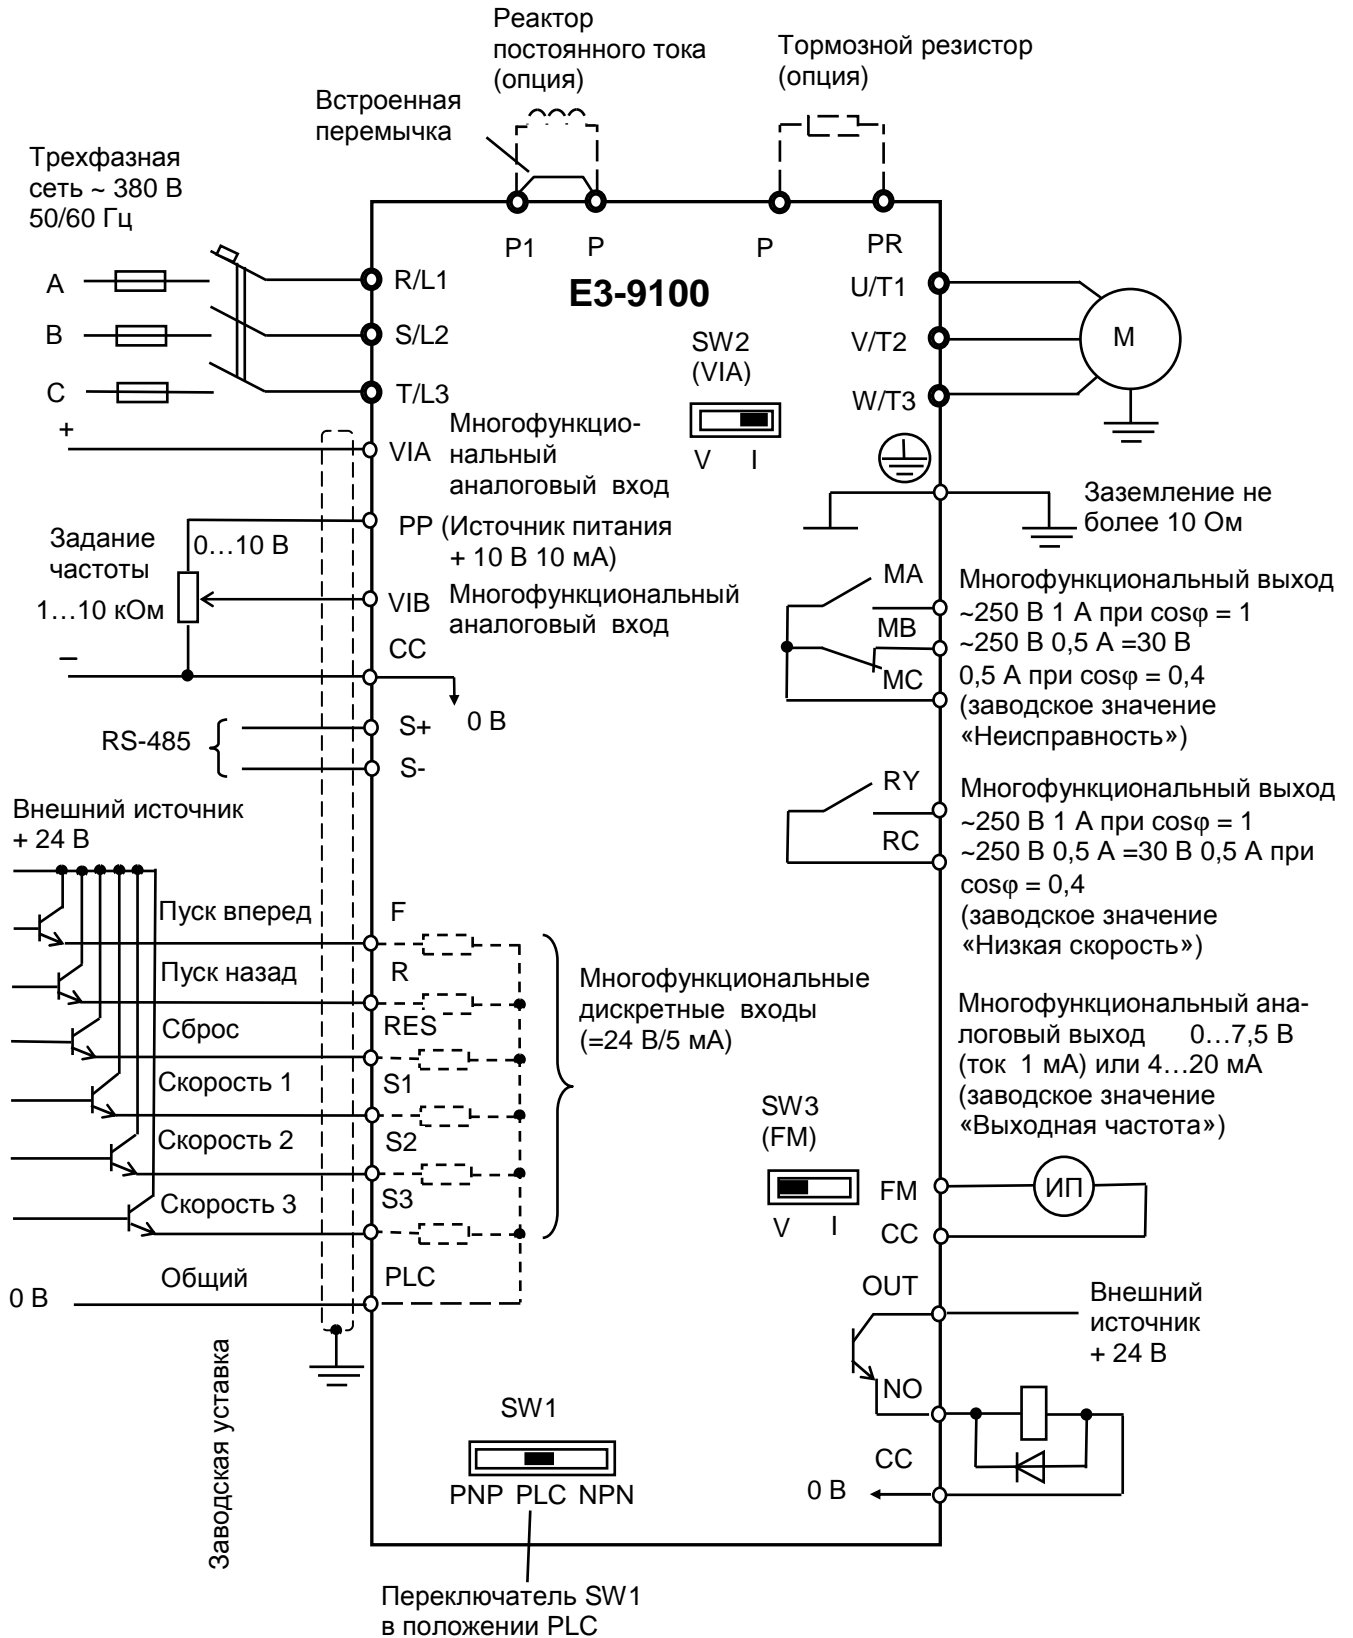 Реактор
постоянного тока
(опция)
Тормозной резистор
(опция)
Встроенная
перемычка
Трехфазная
сеть ~ 380 В
50/60 Гц
P1
P
P
PR
E3-9100
A
R/L1
U/T1
B
S/L2
V/T2
C
T/L3
W/T3
M
SW2
(VIA)
V I
+
VIA
Многофункцио-
нальный
аналоговый вход
Заземление не
более 10 Ом
PP (Источник питания
+ 10 В 10 мА)
0…10 В
Задание
частоты
1…10 кОм
VIB
Многофункциональный
аналоговый вход
CC
–
0 В
MA
MB
MC
Многофункциональный выход
~250 В 1 А при cosφ = 1
~250 В 0,5 А =30 В
0,5 А при cosφ = 0,4
(заводское значение
«Неисправность»)
RS-485
S+
S-
RY
RC
Многофункциональный выход
~250 В 1 А при cosφ = 1
~250 В 0,5 А =30 В 0,5 А при
cosφ = 0,4
(заводское значение
«Низкая скорость»)
Внешний источник
+ 24 В
Пуск вперед
F
Пуск назад
R
Сброс
RES
Скорость 1
S1
Скорость 2
S2
Скорость 3
S3
Общий
PLC
0 В
Многофункциональные
дискретные входы
(=24 В/5 мА)
Многофункциональный ана-
логовый выход 0…7,5 В
(ток 1 мА) или 4…20 мА
(заводское значение
«Выходная частота»)
SW3
(FM)
V I
FM
ИП
CC
OUT
Внешний
источник
+ 24 В
NO
CC
0 В
Заводская уставка
SW1
PNP PLC NPN
Переключатель SW1
в положении PLC